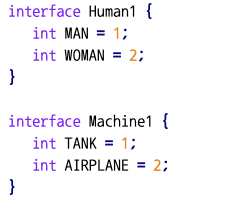 interface Human1 {
int MAN = 1;
int WOMAN = 2;
}
interface Machine1 {
int TANK = 1;
int AIRPLANE = 2;
}